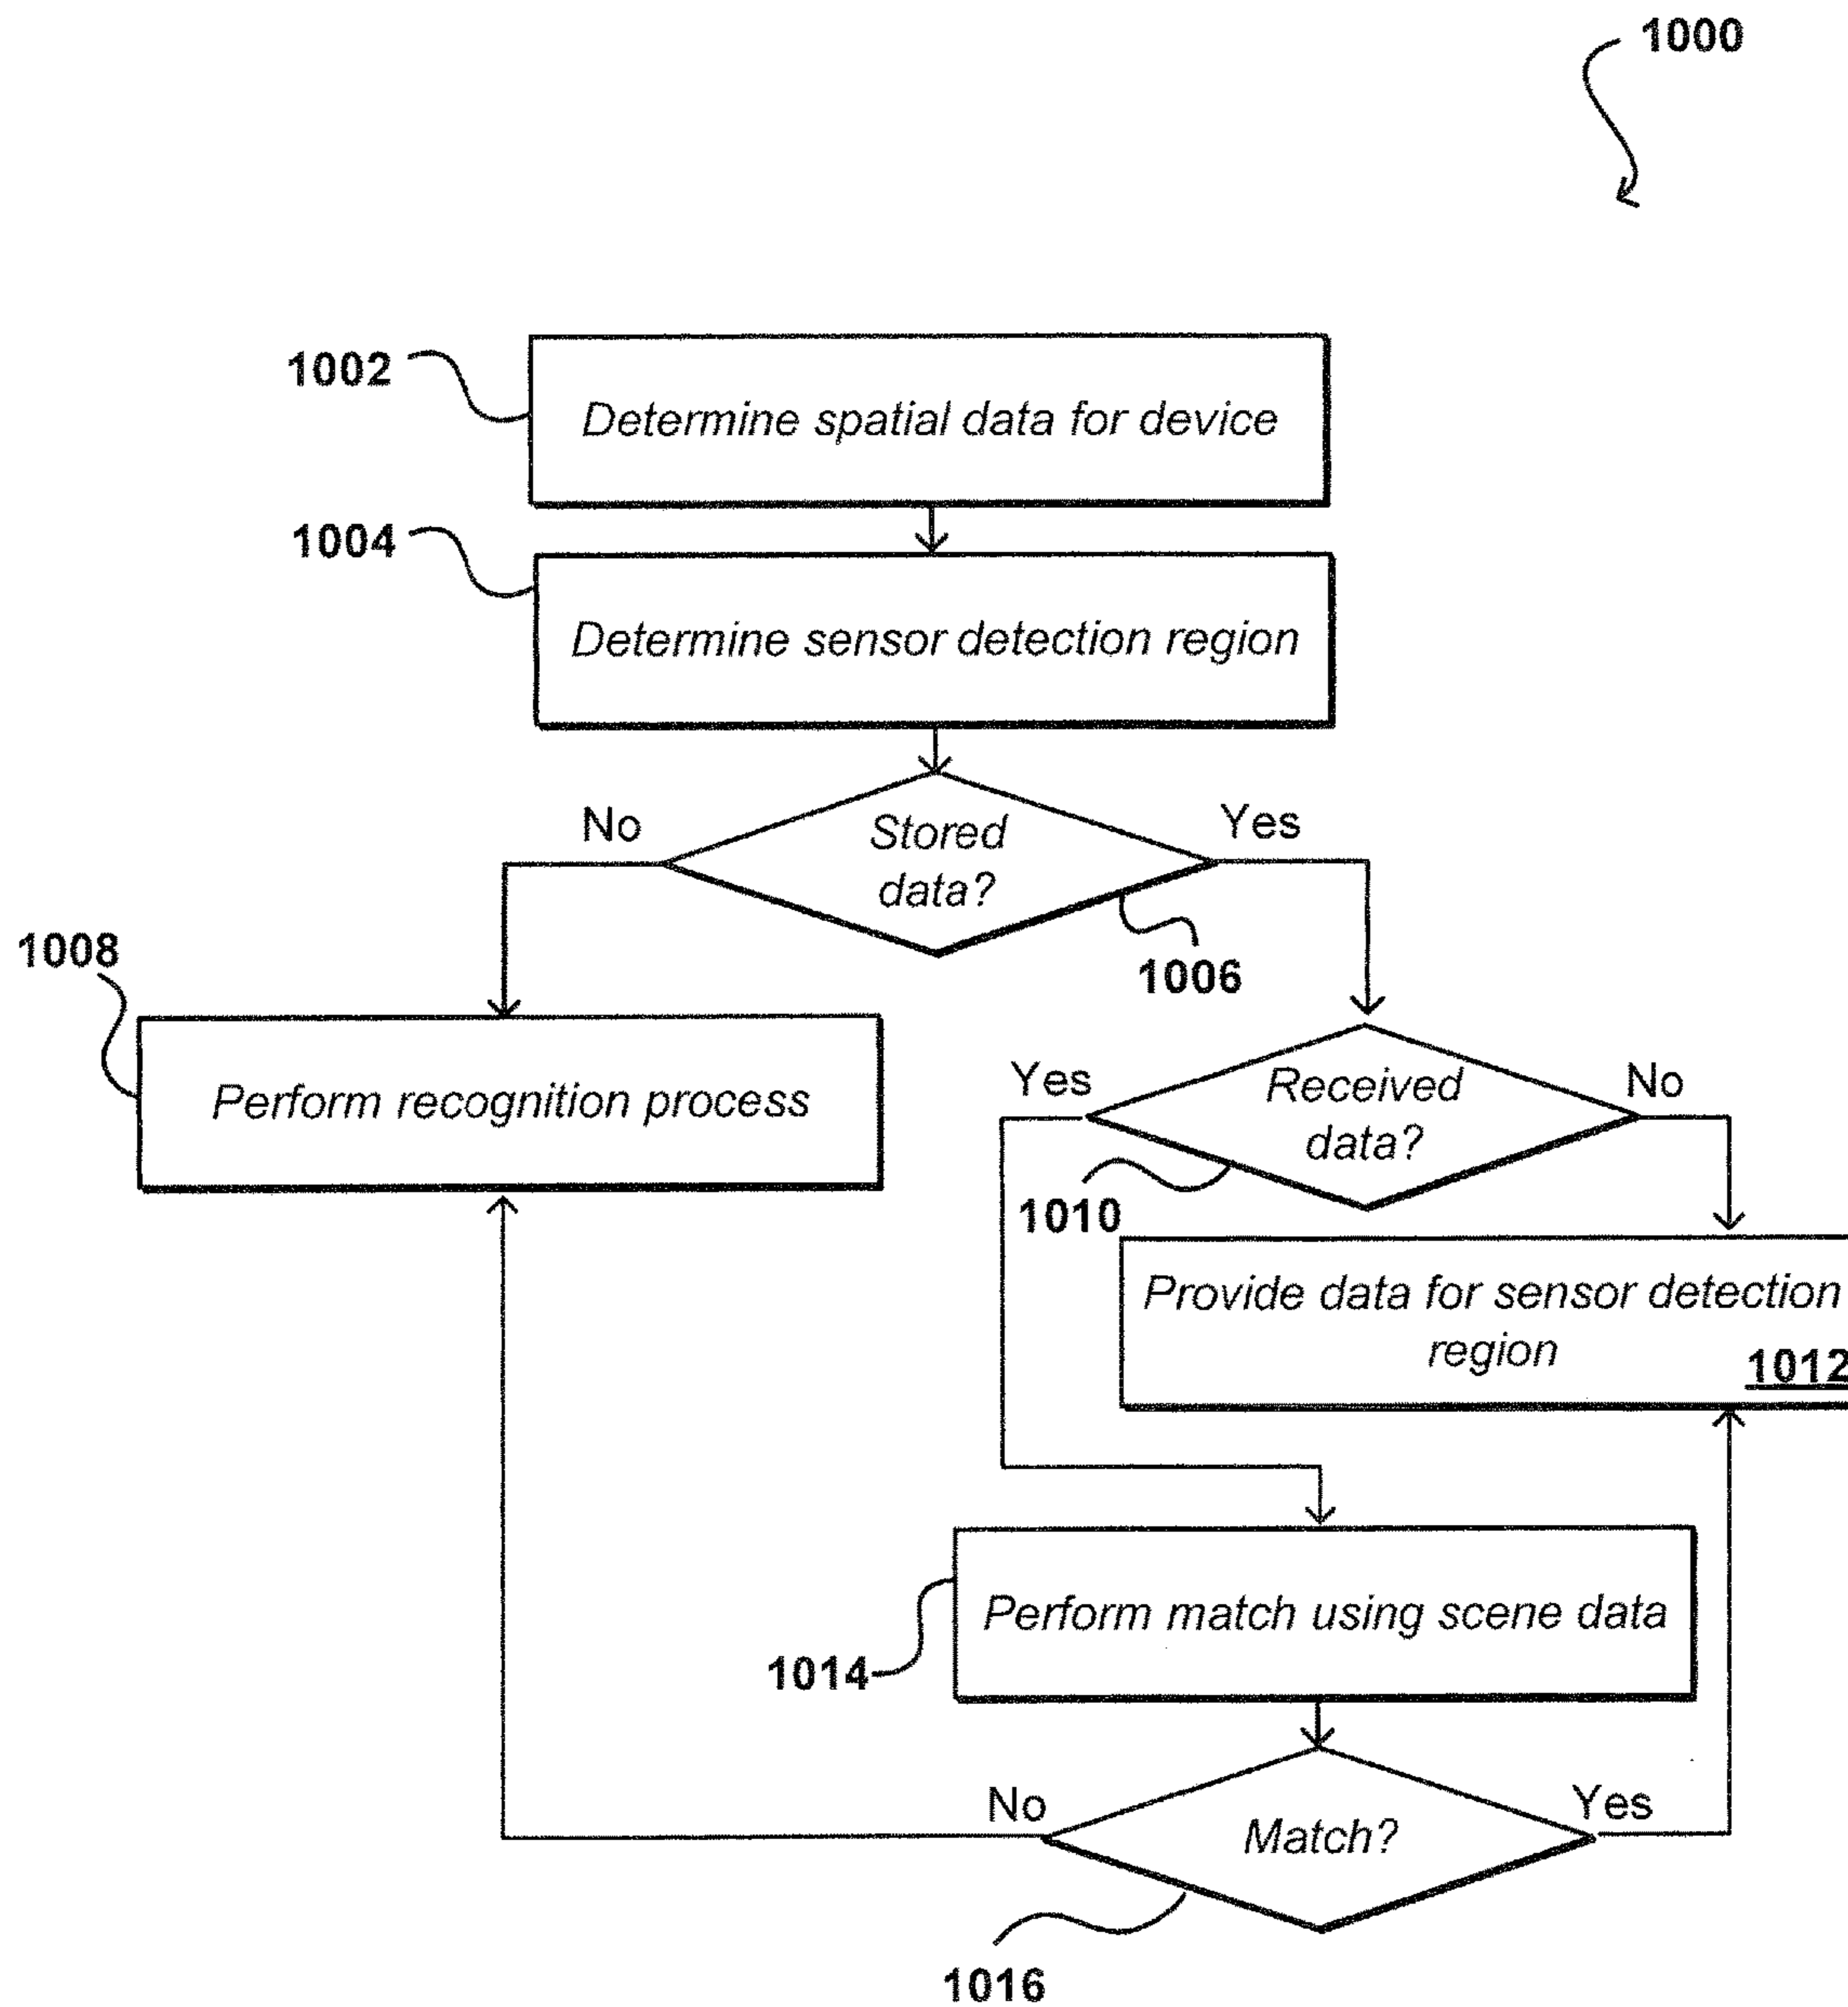 1000
1002
Determine spatial data for device
1004
Determine sensor detection region
No
Stored
data?
Yes
1006
1008
Perform recognition process
Yes
Received
data?
No
1010
Provide data for sensor detection
region
1012
Perform match using scene data
1014
No
Match?
Yes
1016